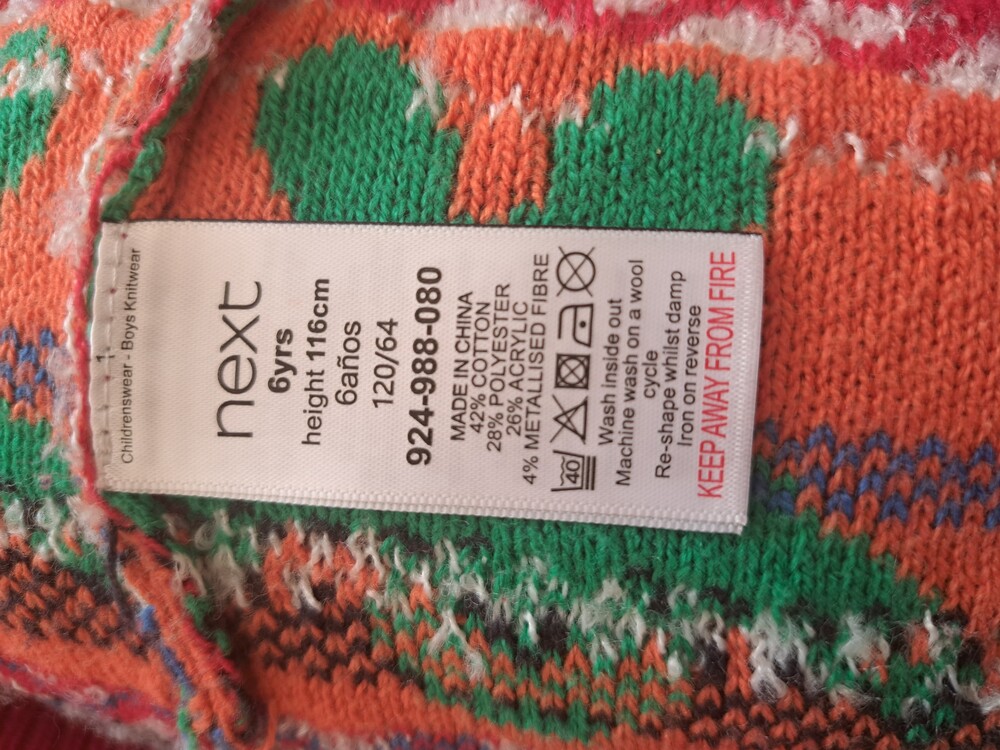 Childrenswear - Boys Knitwear
next
6yrs
height 116cm
6años
120/64
924-988-080
MADE IN CHINA
42% COTTON
28% POLYESTER
26% ACRYLIC
4% METALLISED FIBRE
40
Wash inside out
Machine wash on a wool
cycle
Re-shape whilst damp
Iron on reverse
KEEP AWAY FROM FIRE